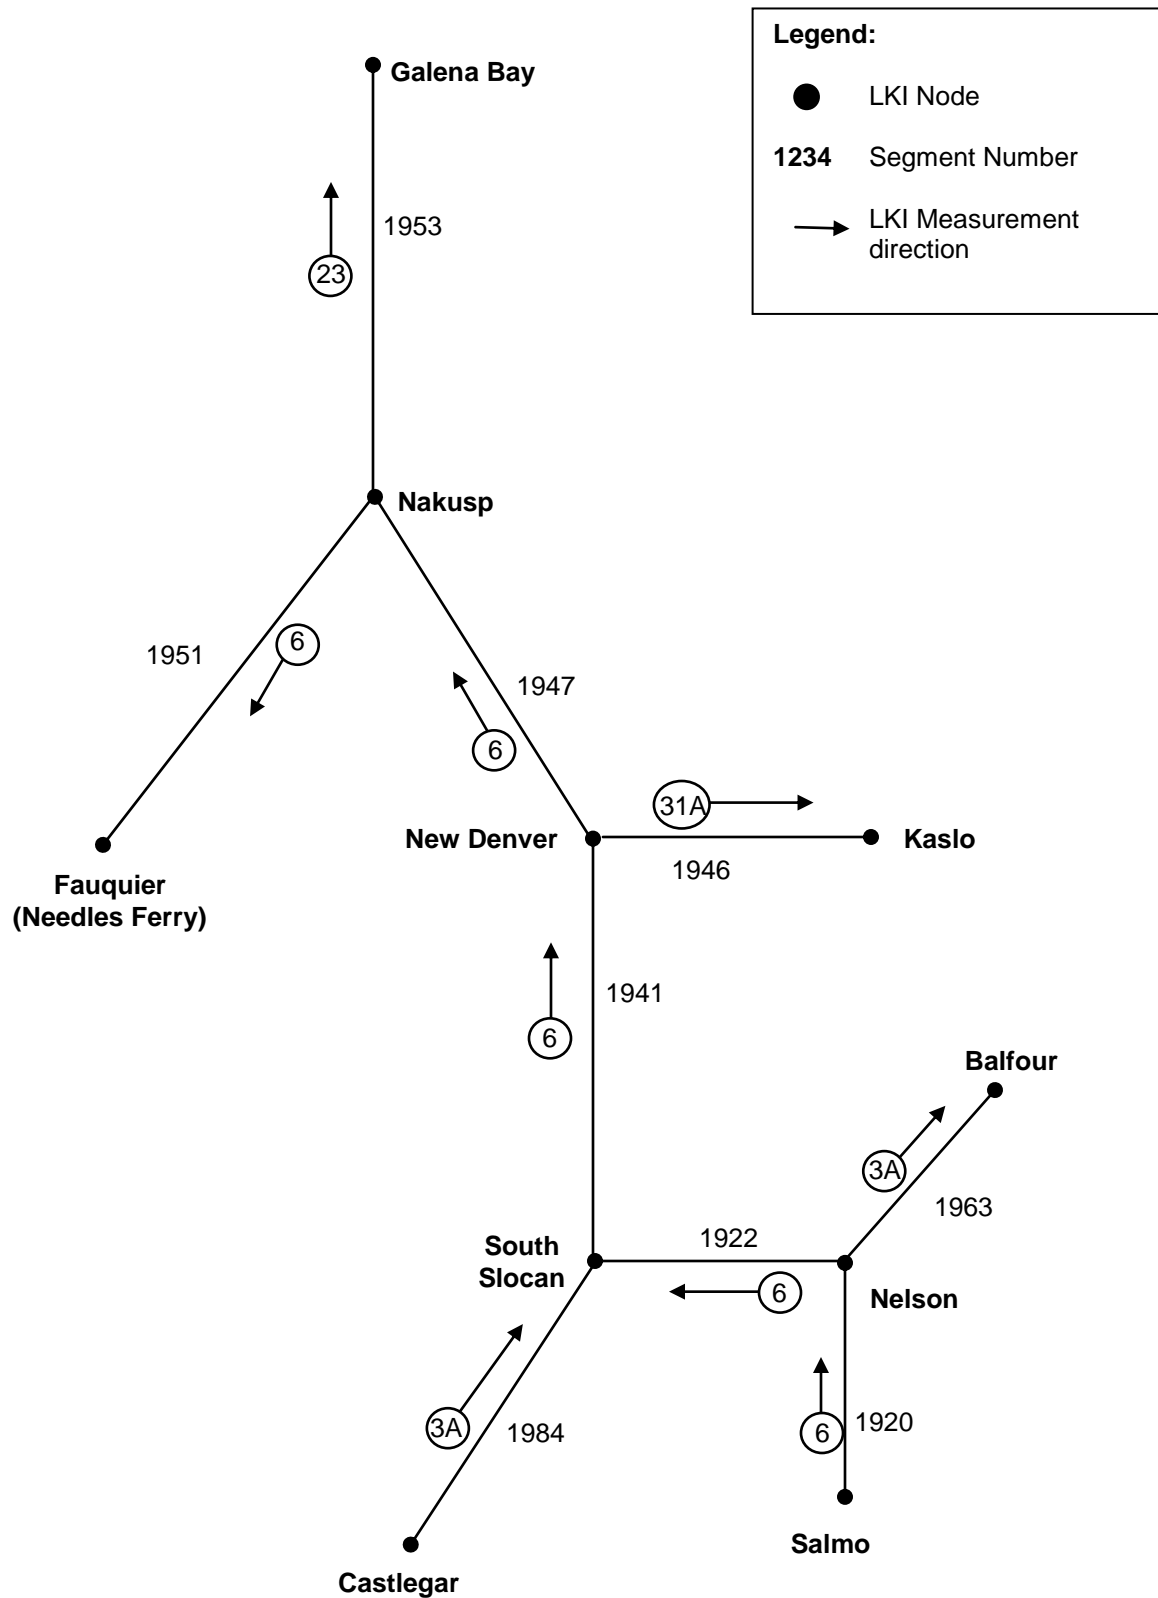 Legend:
LKI Node
1234 Segment Number
LKI Measurement
direction
Galena Bay
1953
23
Nakusp
1951
6
1947
6
31A
New Denver
Kaslo
1946
Fauquier
(Needles Ferry)
1941
6
Balfour
3A
1963
1922
South
Slocan
6
Nelson
3A
1984
6
1920
Salmo
Castlegar